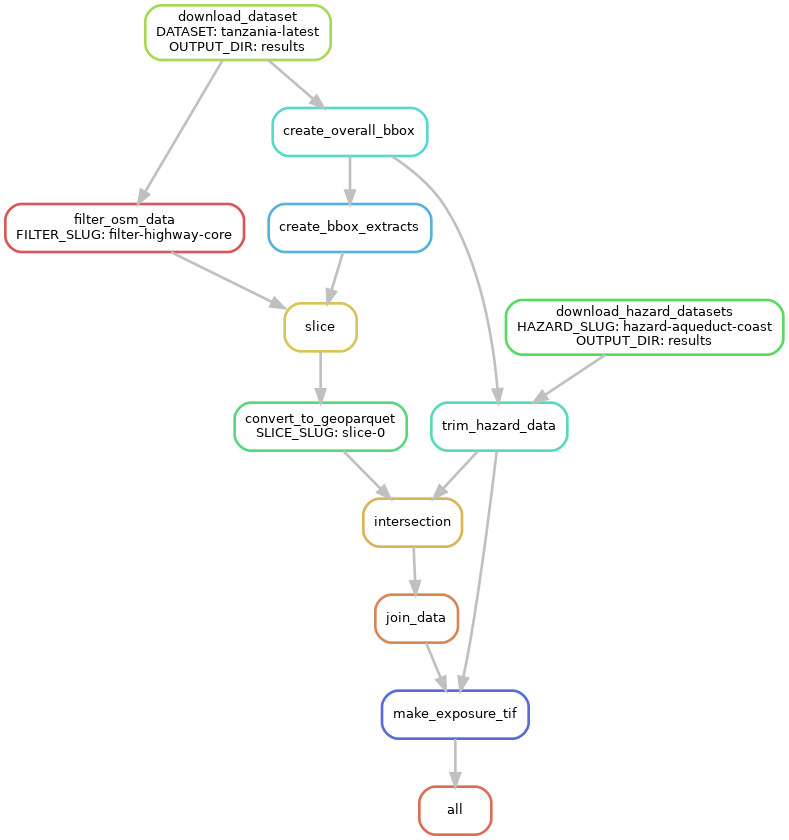 download_dataset
DATASET: tanzania-latest
OUTPUT_DIR: results
create_overall_bbox
filter_osm_data
FILTER_SLUG: filter-highway-core
create_bbox_extracts
slice
download_hazard_datasets
HAZARD_SLUG: hazard-aqueduct-coast
OUTPUT_DIR: results
convert_to_geoparquet
SLICE_SLUG: slice-0
trim_hazard_data
intersection
join_data
make_exposure_tif
all